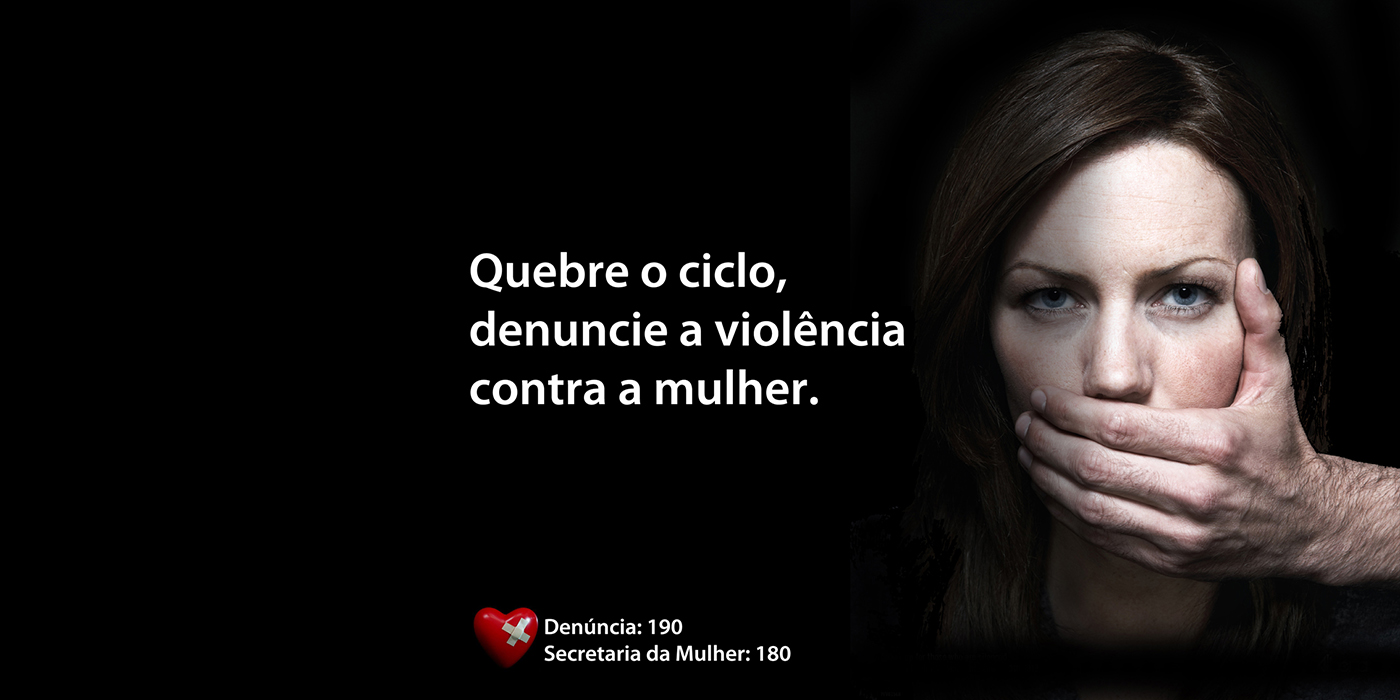 Quebre o ciclo,
denuncie a violência
contra a mulher.
Denúncia: 190
Secretaria da Mulher: 180